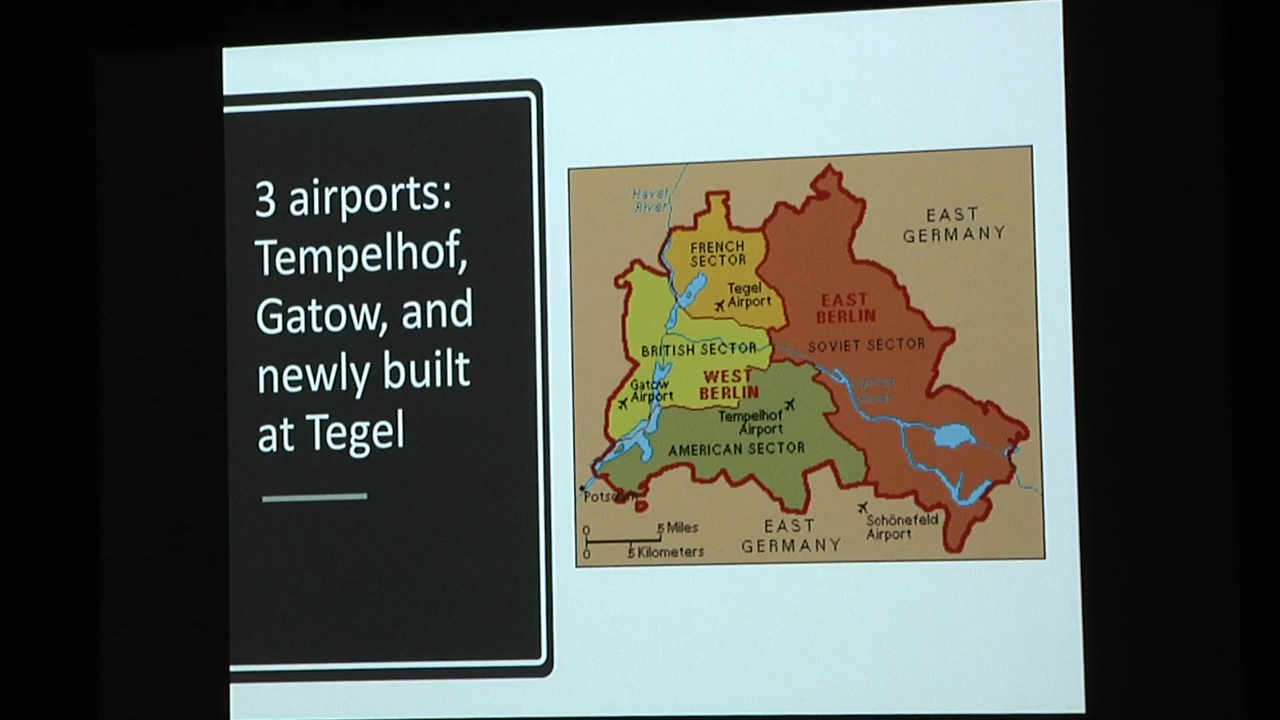 3 airports:
Tempelhof,
Gatow, and
newly built
at Tegel
Havel
River
EAST
GERMANY
FRENCH
SECTOR
Tegel
Airport
EAST
BERLIN
SOVIET SECTOR
BRITISH SECTOR
WEST
BERLIN
Gatow
Airport
Tempelhof
Airport
AMERICAN SECTOR
Potsdam
0 5 Miles
0 5 Kilometers
EAST
GERMANY
Schönefeld
Airport